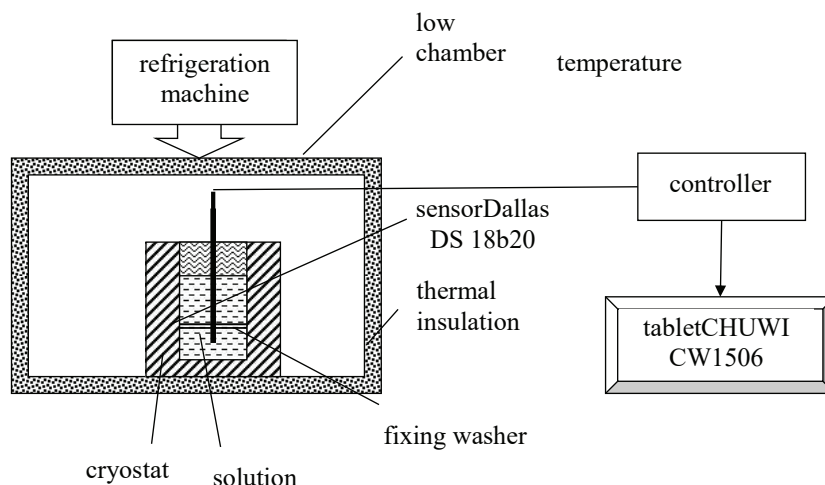 low
chamber
temperature
refrigeration
machine
controller
sensorDallas
DS 18b20
thermal
insulation
tabletCHUWI
CW1506
fixing washer
cryostat
solution